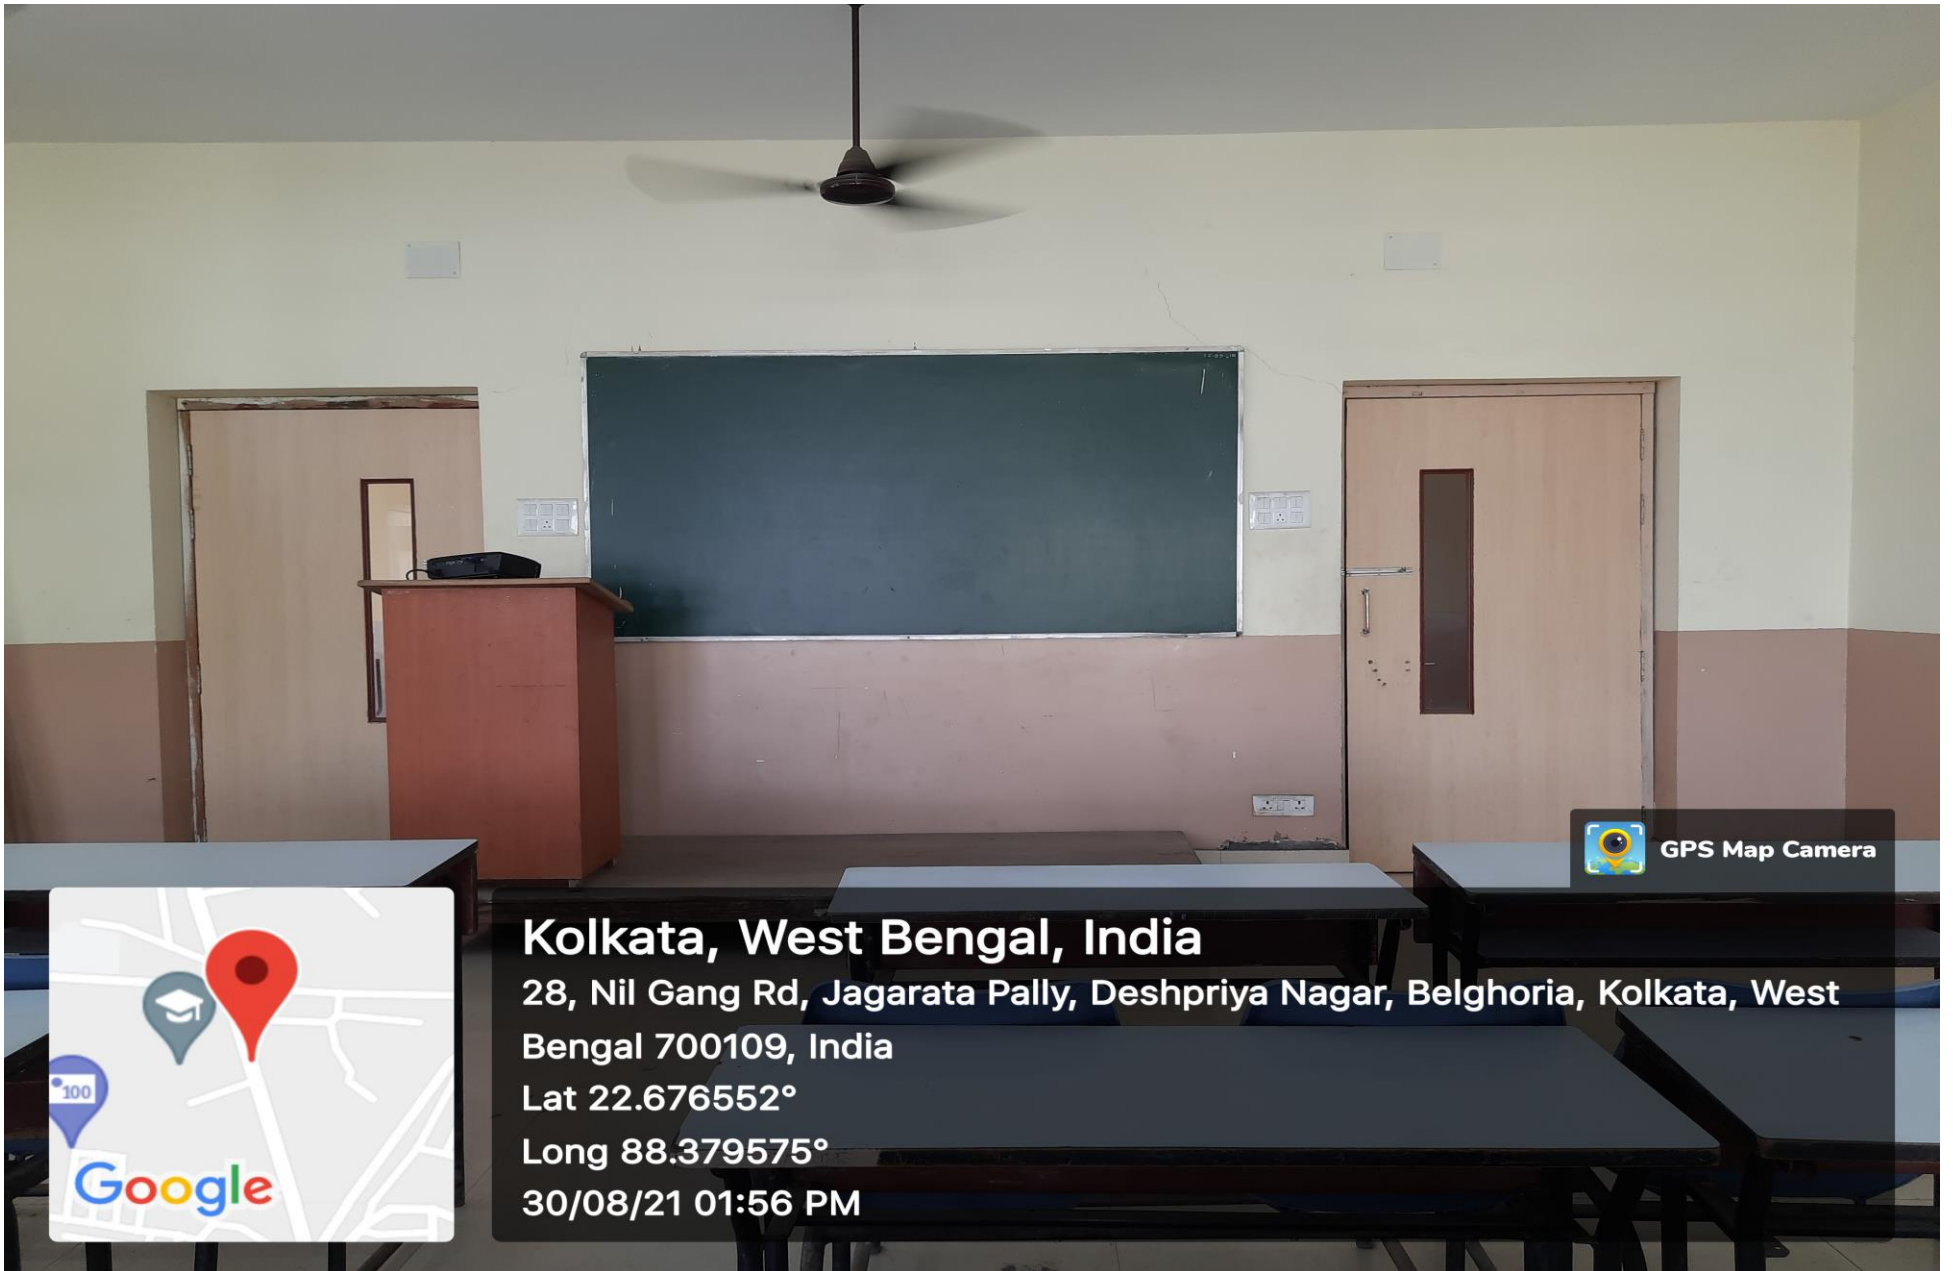 GPS Map Camera
Kolkata, West Bengal, India
28, Nil Gang Rd, Jagarata Pally, Deshpriya Nagar, Belghoria, Kolkata, West
Bengal 700109, India
Lat 22.676552°
Long 88.379575°
30/08/21 01:56 PM
100
Google